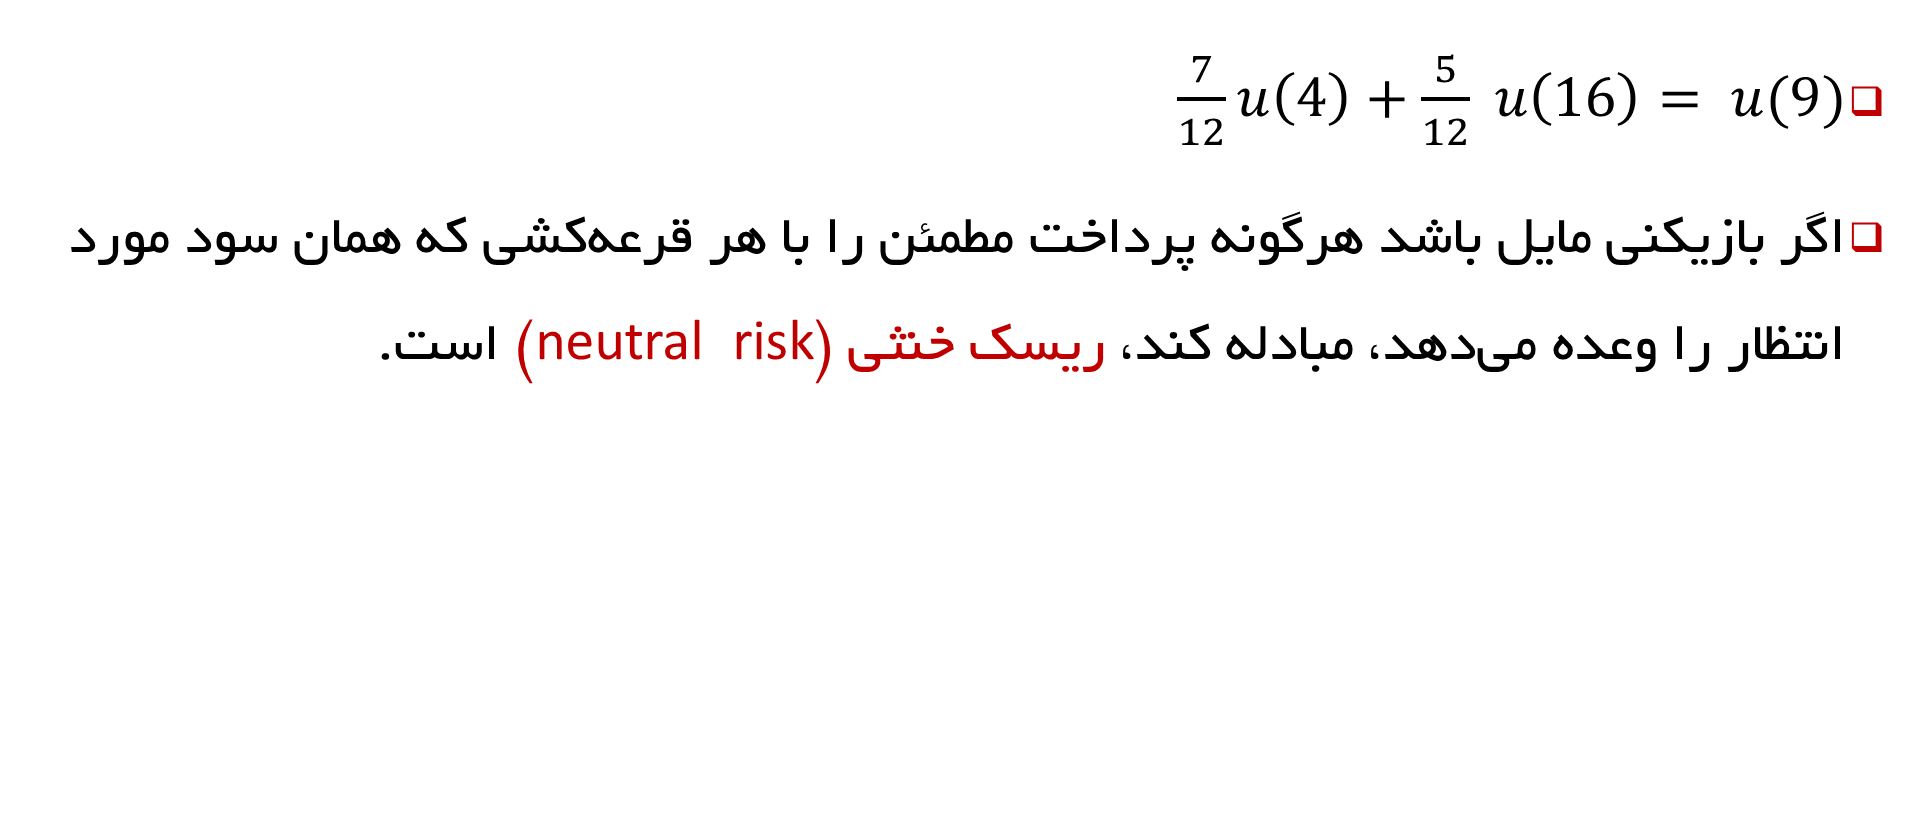 ❑ 7/12 u(4) + 5/12 u(16) = u(9)
❑ اگر بازیکنی مایل باشد هرگونه پرداخت مطمئن را با هر قرعه‌کشی که همان سود مورد
انتظار را وعده می‌دهد، مبادله کند، ریسک خنثی (neutral risk) است.